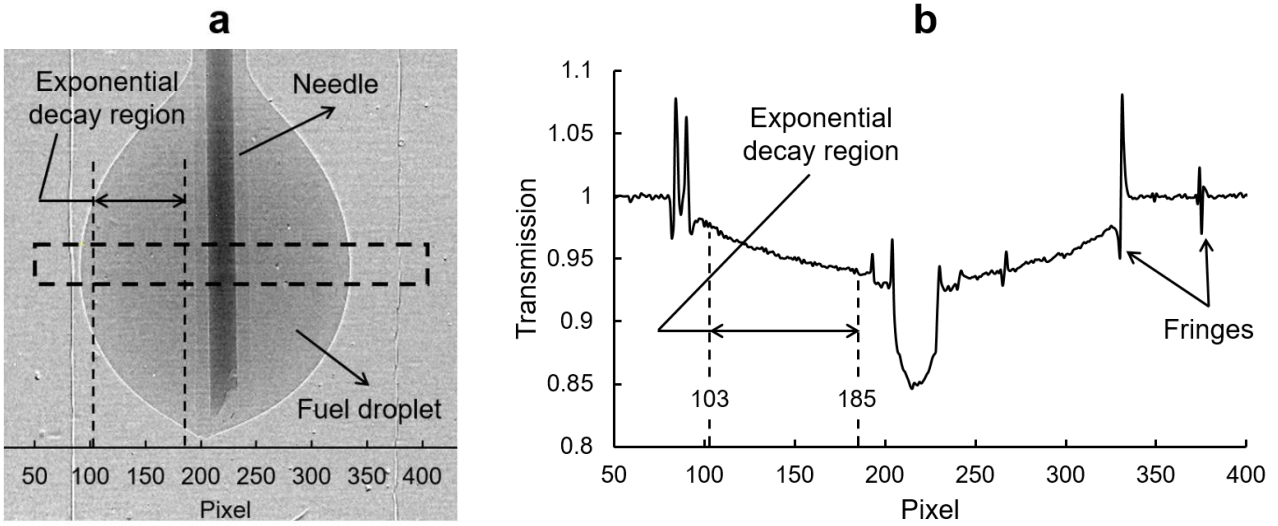 a
Exponential
decay region
Needle
Fuel droplet
50 100 150 200 250 300 350 400
Pixel
b
1.1
1.05
1
0.95
0.9
0.85
0.8
Transmission
Exponential
decay region
103
185
Fringes
50 100 150 200 250 300 350 400
Pixel